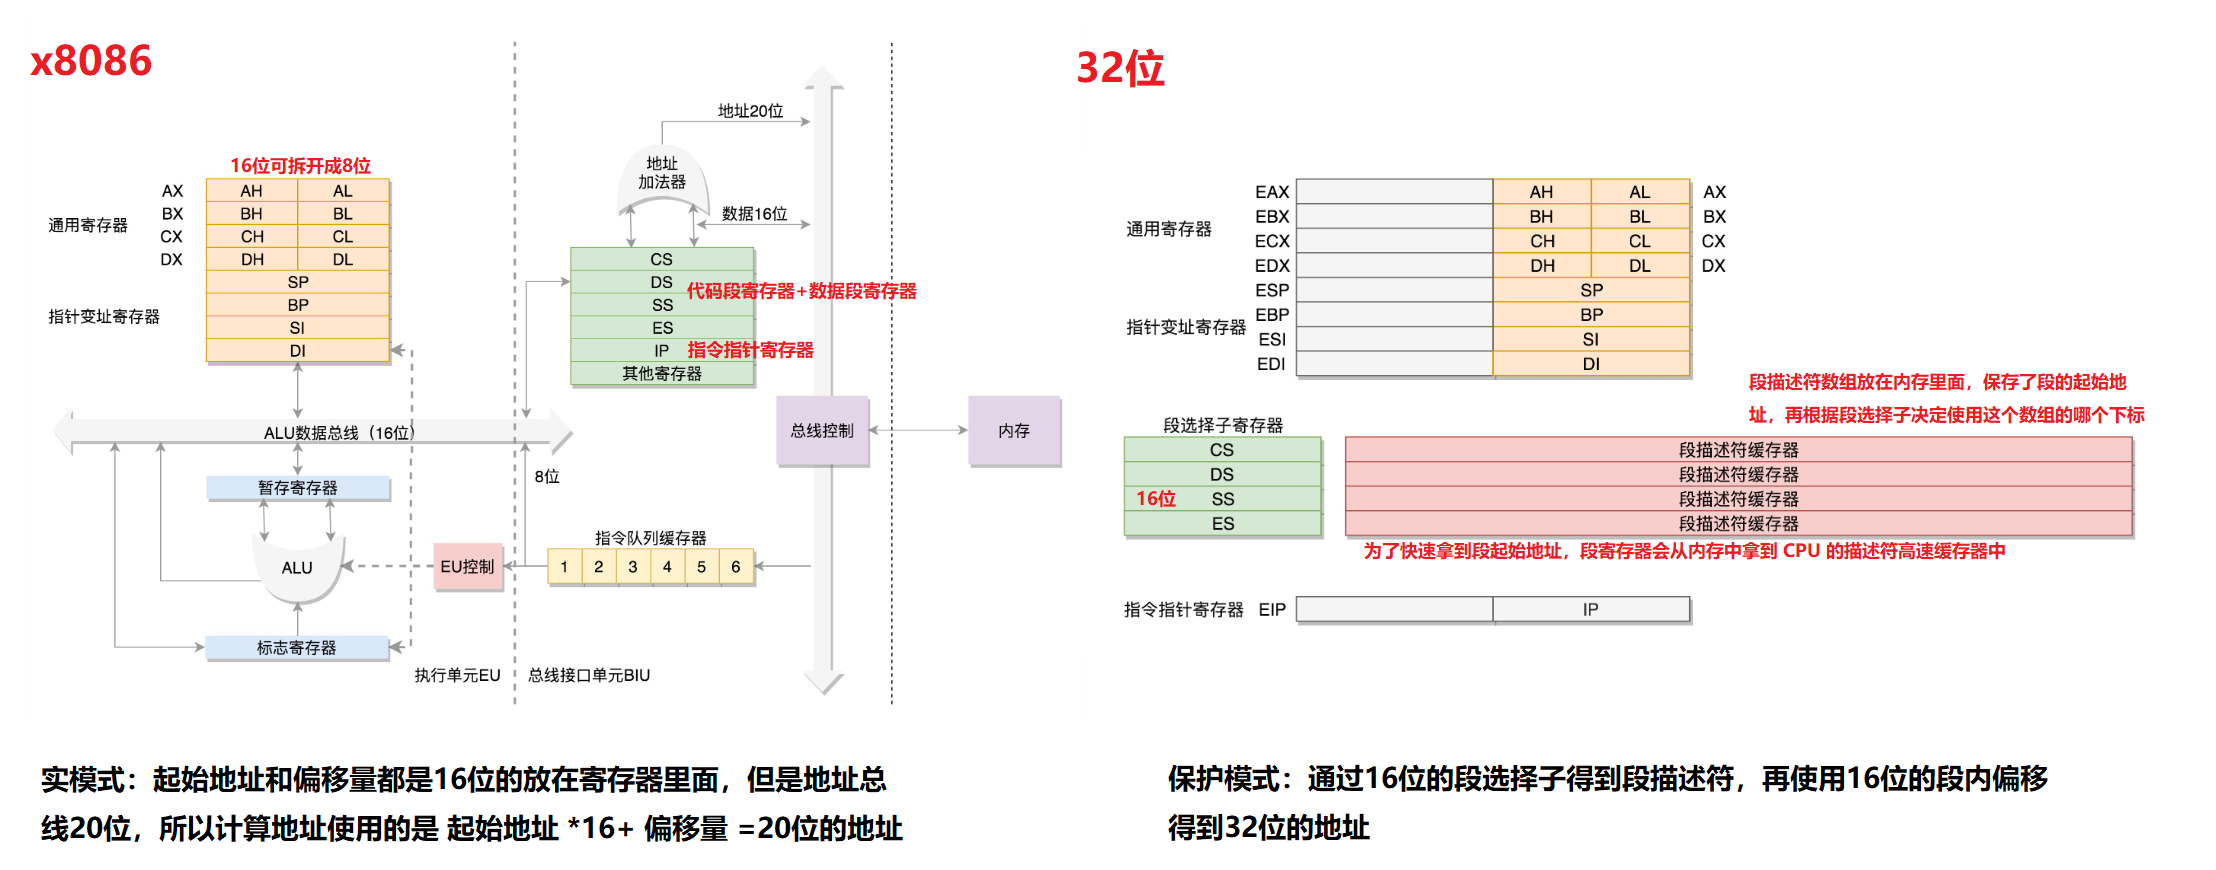 x8086
16位可拆开成8位
AX AH AL
BX BH BL
CX CH CL
DX DH DL
通用寄存器
SP
BP
SI
DI
指针变址寄存器
ALU数据总线（16位）
暂存寄存器
ALU
标志寄存器
EU控制
执行单元EU
总线接口单元BIU
地址20位
地址
加法器
数据16位
CS
DS
代码段寄存器+数据段寄存器
SS
ES
IP
指令指针寄存器
其他寄存器
8位
指令队列缓存器
1 2 3 4 5 6
总线控制
内存
实模式：起始地址和偏移量都是16位的放在寄存器里面，但是地址总
线20位，所以计算地址使用的是 起始地址 *16+ 偏移量 =20位的地址
32位
通用寄存器
EAX AH AL AX
EBX BH BL BX
ECX CH CL CX
EDX DH DL DX
指针变址寄存器
ESP SP
EBP BP
ESI SI
EDI DI
段描述符数组放在内存里面，保存了段的起始地
址，再根据段选择子决定使用这个数组的哪个下标
段选择子寄存器
CS 段描述符缓存器
DS 段描述符缓存器
16位 SS 段描述符缓存器
ES 段描述符缓存器
为了快速拿到段起始地址，段寄存器会从内存中拿到 CPU 的描述符高速缓存器中
指令指针寄存器 EIP IP
保护模式：通过16位的段选择子得到段描述符，再使用16位的段内偏移
得到32位的地址